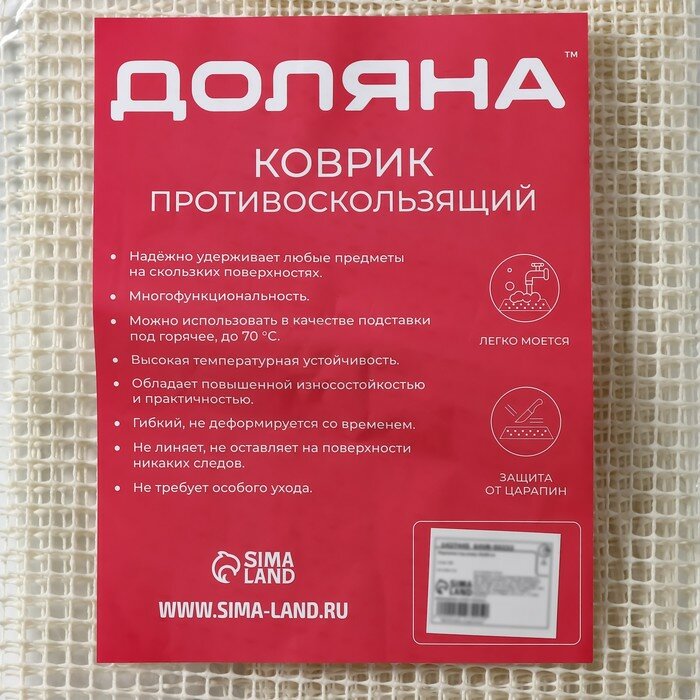 ДОЛЯНА™
КОВРИК
ПРОТИВОСКОЛЬЗЯЩИЙ
• Надёжно удерживает любые предметы
на скользких поверхностях.
• Многофункциональность.
• Можно использовать в качестве подставки
под горячее, до 70 °С.
• Высокая температурная устойчивость.
• Обладает повышенной износостойкостью
и практичностью.
• Гибкий, не деформируется со временем.
• Не линяет, не оставляет на поверхности
никаких следов.
• Не требует особого ухода.
ЛЕГКО МОЕТСЯ
ЗАЩИТА
ОТ ЦАРАПИН
SIMA
LAND
WWW.SIMA-LAND.RU
SIMA
LAND